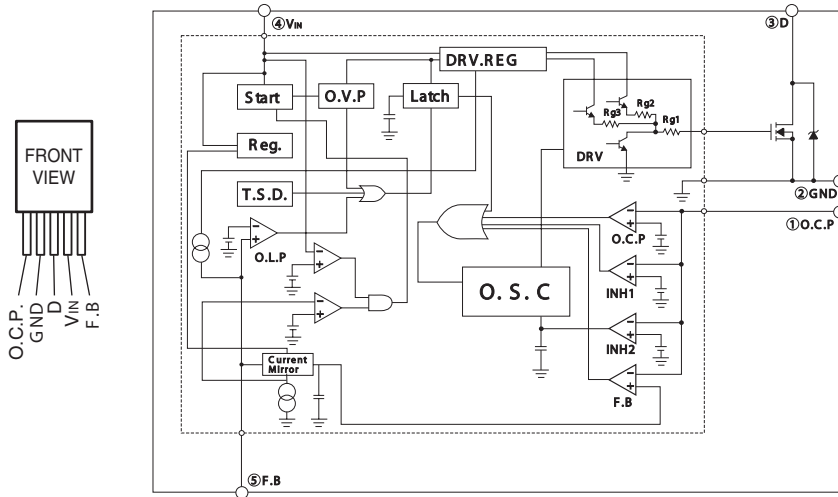 ④VIN
③D
DRV.REG
Start
O.V.P
Latch
Rg2
Rg3
Rg1
DRV
Reg.
FRONT
VIEW
T.S.D.
②GND
①O.C.P
O.L.P
O.C.P
O. S. C
INH1
INH2
Current
Mirror
F.B
O.C.P.
GND
D
VIN
F.B
⑤F.B